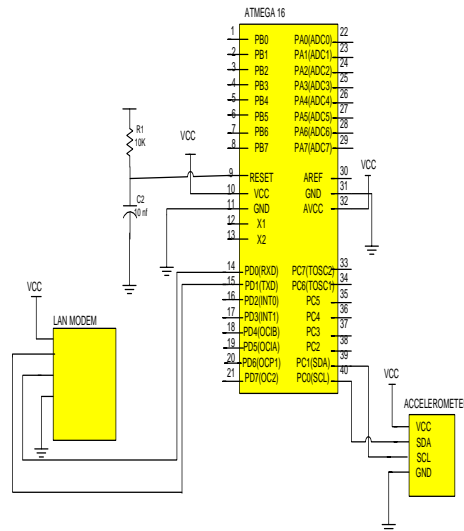 ATMEGA 16
1 PB0 PA0(ADC0) 22
2 PB1 PA1(ADC1) 23
3 PB2 PA2(ADC2) 24
4 PB3 PA3(ADC3) 25
5 PB4 PA4(ADC4) 26
6 PB5 PA5(ADC5) 27
7 PB6 PA6(ADC6) 28
8 PB7 PA7(ADC7) 29
R1
10K
VCC
VCC
9 RESET AREF 30
10 VCC GND 31
11 GND AVCC 32
12 X1
13 X2
C2
10 nf
14 PD0(RXD) PC7(TOSC2) 33
15 PD1(TXD) PC6(TOSC1) 34
16 PD2(INT0) PC5 35
17 PD3(INT1) PC4 36
18 PD4(OCIB) PC3 37
19 PD5(OCIA) PC2 38
20 PD6(OCP1) PC1(SDA) 39
21 PD7(OC2) PC0(SCL) 40
VCC
LAN MODEM
VCC
ACCELEROMETE
VCC
SDA
SCL
GND